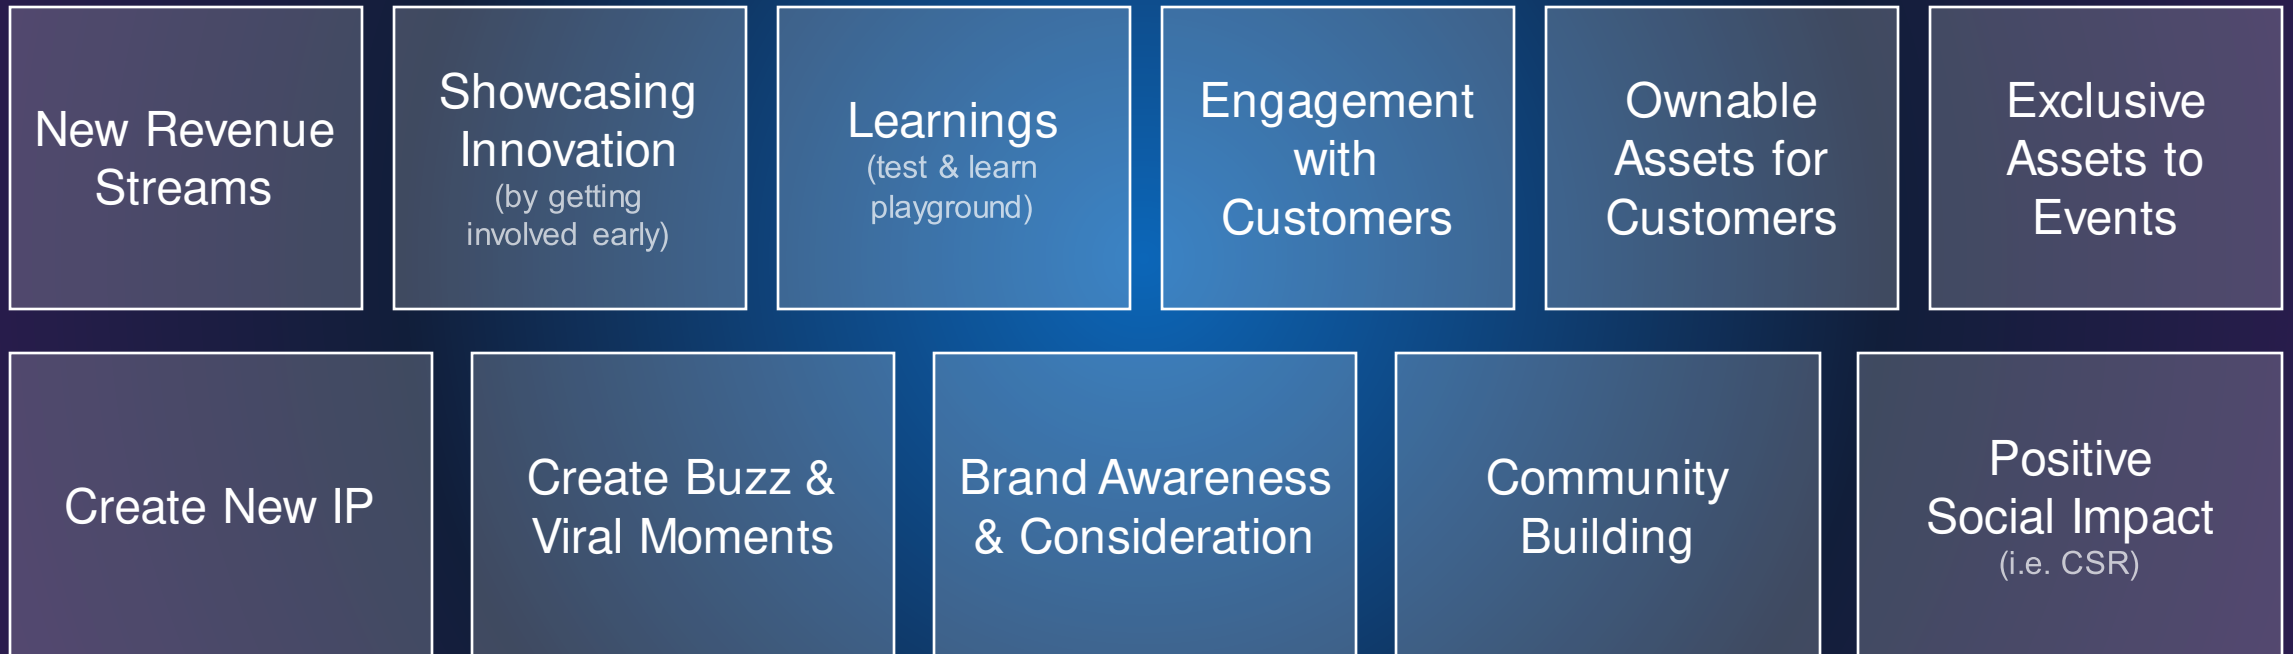 New Revenue
Streams
Showcasing
Innovation
(by getting
involved early)
Learnings
(test & learn
playground)
Engagement
with
Customers
Ownable
Assets for
Customers
Exclusive
Assets to
Events
Create New IP
Create Buzz &
Viral Moments
Brand Awareness
& Consideration
Community
Building
Positive
Social Impact
(i.e. CSR)